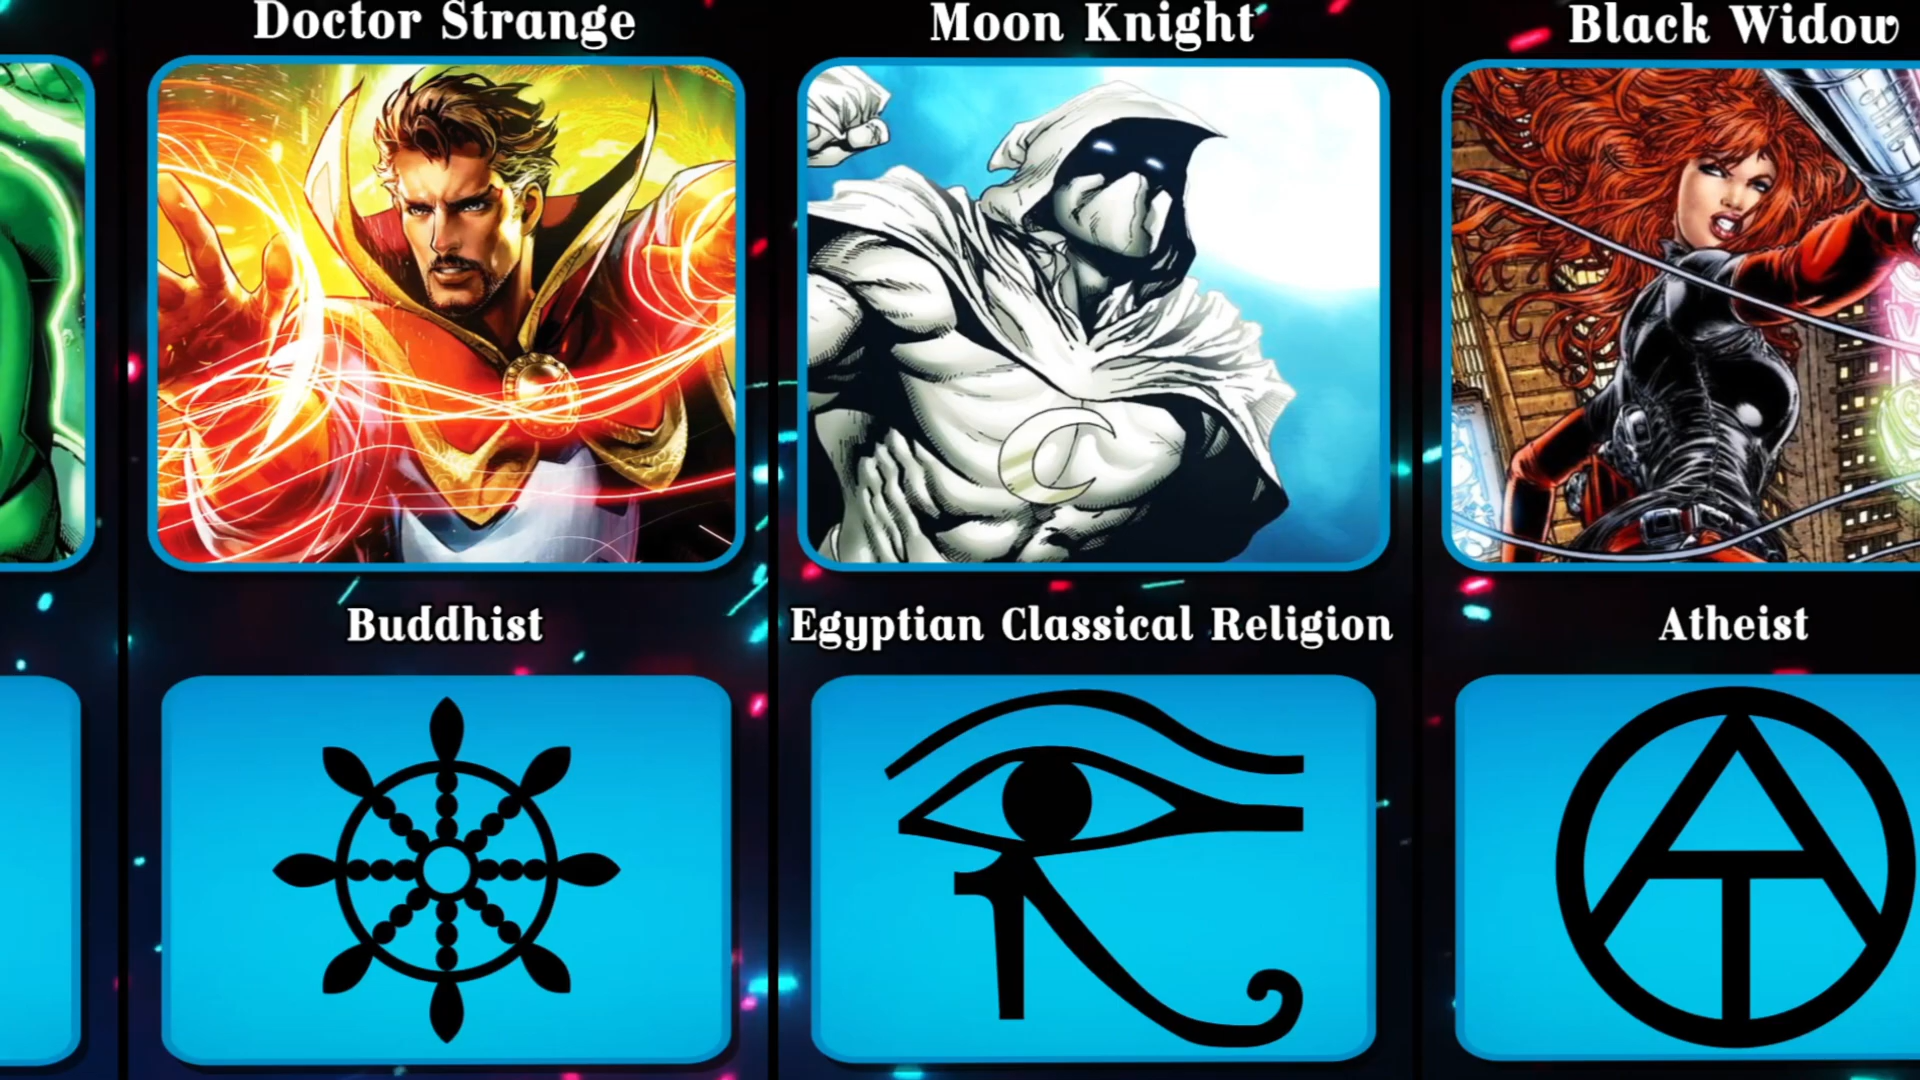 Doctor Strange
Moon Knight
Black Widow
Buddhist
Egyptian Classical Religion
Atheist